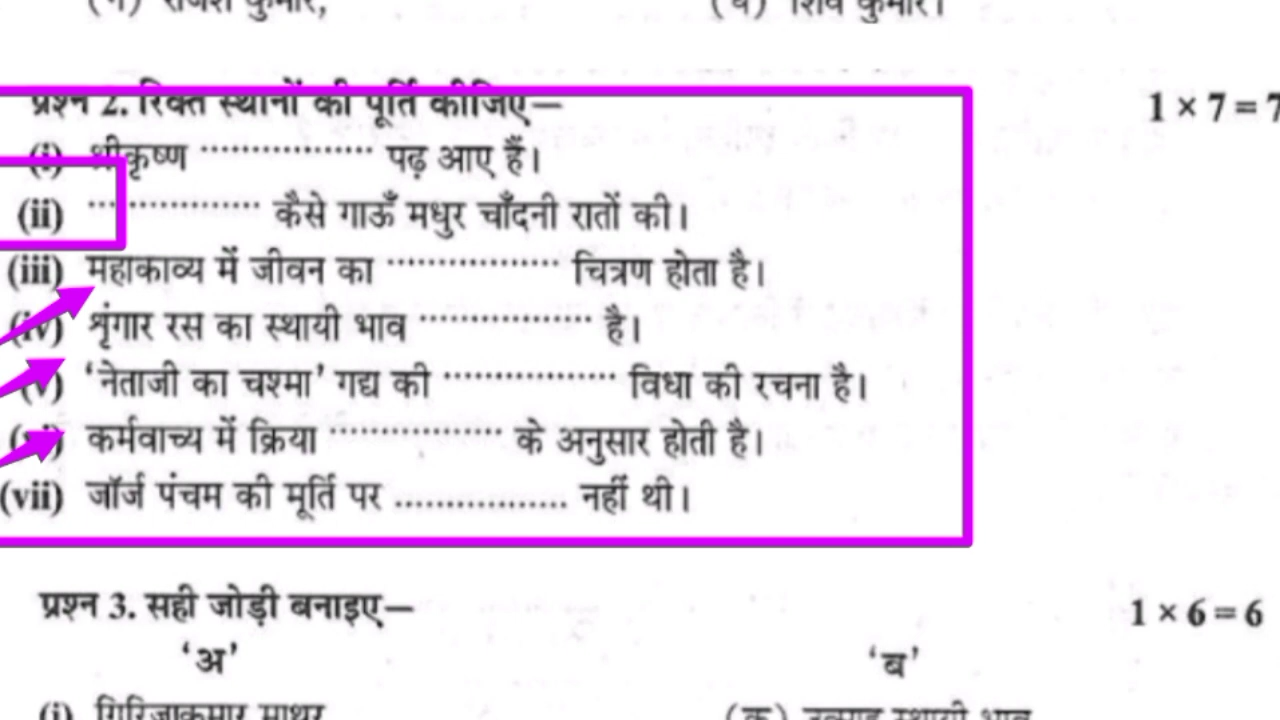 (ग) राजेश कुमार, (घ) शिव कुमार।
प्रश्न 2. रिक्त स्थानों की पूर्ति कीजिए— 1 × 7 = 7
(i) श्रीकृष्ण ················· पढ़ आए हैं।
(ii) ················· कैसे गाऊँ मधुर चाँदनी रातों की।
(iii) महाकाव्य में जीवन का ················· चित्रण होता है।
(iv) श्रृंगार रस का स्थायी भाव ················· है।
(v) ‘नेताजी का चश्मा’ गद्य की ················· विधा की रचना है।
(vi) कर्मवाच्य में क्रिया ················· के अनुसार होती है।
(vii) जॉर्ज पंचम की मूर्ति पर ................. नहीं थी।
प्रश्न 3. सही जोड़ी बनाइए— 1 × 6 = 6
‘अ’ ‘ब’
(i) गिरिजाकुमार माथुर (क) उत्साह स्थायी भाव